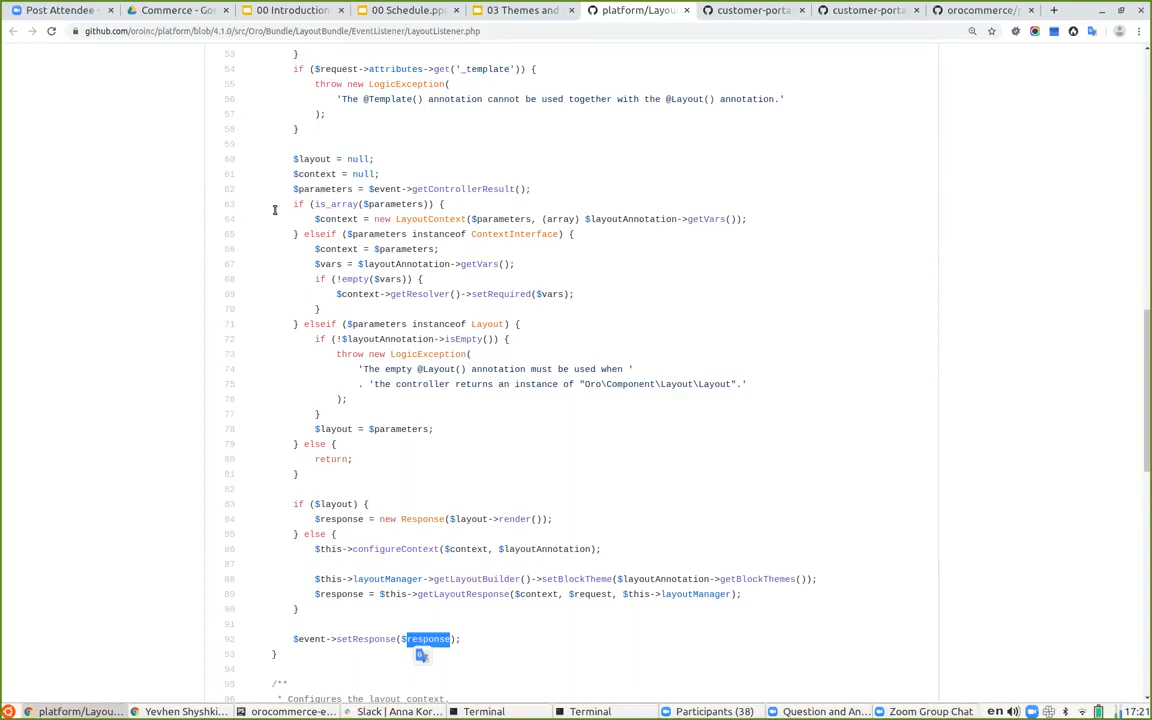 Post Attendee -
Commerce - Go
00 Introduction
00 Schedule.pp
03 Themes and
platform/Layou
customer-porta
customer-porta
orocommerce/p
github.com/oroinc/platform/blob/4.1.0/src/Oro/Bundle/LayoutBundle/EventListener/LayoutListener.php
53 }
54 if ($request->attributes->get('_template')) {
55 throw new LogicException(
56 'The @Template() annotation cannot be used together with the @Layout() annotation.'
57 );
58 }
59
60 $layout = null;
61 $context = null;
62 $parameters = $event->getControllerResult();
63 if (is_array($parameters)) {
64 $context = new LayoutContext($parameters, (array) $layoutAnnotation->getVars());
65 } elseif ($parameters instanceof ContextInterface) {
66 $context = $parameters;
67 $vars = $layoutAnnotation->getVars();
68 if (!empty($vars)) {
69 $context->getResolver()->setRequired($vars);
70 }
71 } elseif ($parameters instanceof Layout) {
72 if (!$layoutAnnotation->isEmpty()) {
73 throw new LogicException(
74 'The empty @Layout() annotation must be used when '
75 . 'the controller returns an instance of "Oro\Component\Layout\Layout".'
76 );
77 }
78 $layout = $parameters;
79 } else {
80 return;
81 }
82
83 if ($layout) {
84 $response = new Response($layout->render());
85 } else {
86 $this->configureContext($context, $layoutAnnotation);
87
88 $this->layoutManager->getLayoutBuilder()->setBlockTheme($layoutAnnotation->getBlockThemes());
89 $response = $this->getLayoutResponse($context, $request, $this->layoutManager);
90 }
91
92 $event->setResponse($response);
93 }
94
95 /**
96 * Configures the layout context.
platform/Layou...
Yevhen Shyshki...
orocommerce-e...
Slack | Anna Kor...
Terminal
Terminal
Participants (38)
Question and An...
Zoom Group Chat
en
17:21